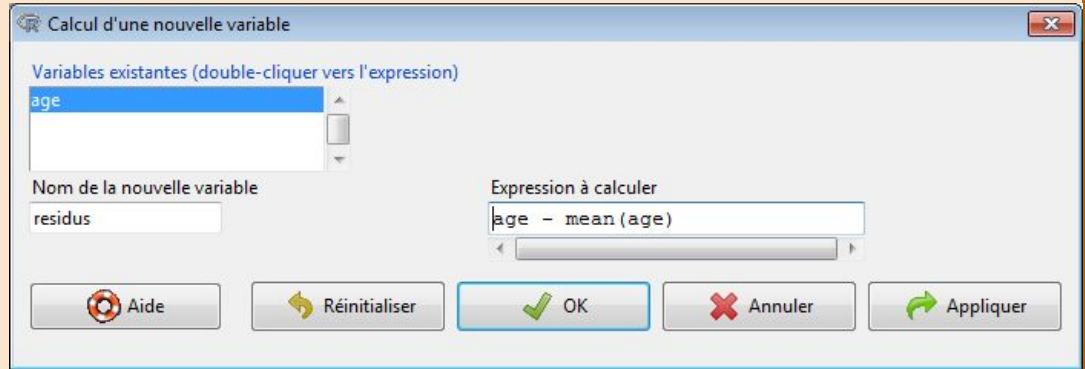 Calcul d'une nouvelle variable
Variables existantes (double-cliquer vers l'expression)
age
Nom de la nouvelle variable
Expression à calculer
residus
age - mean(age)
Aide
Réinitialiser
OK
Annuler
Appliquer